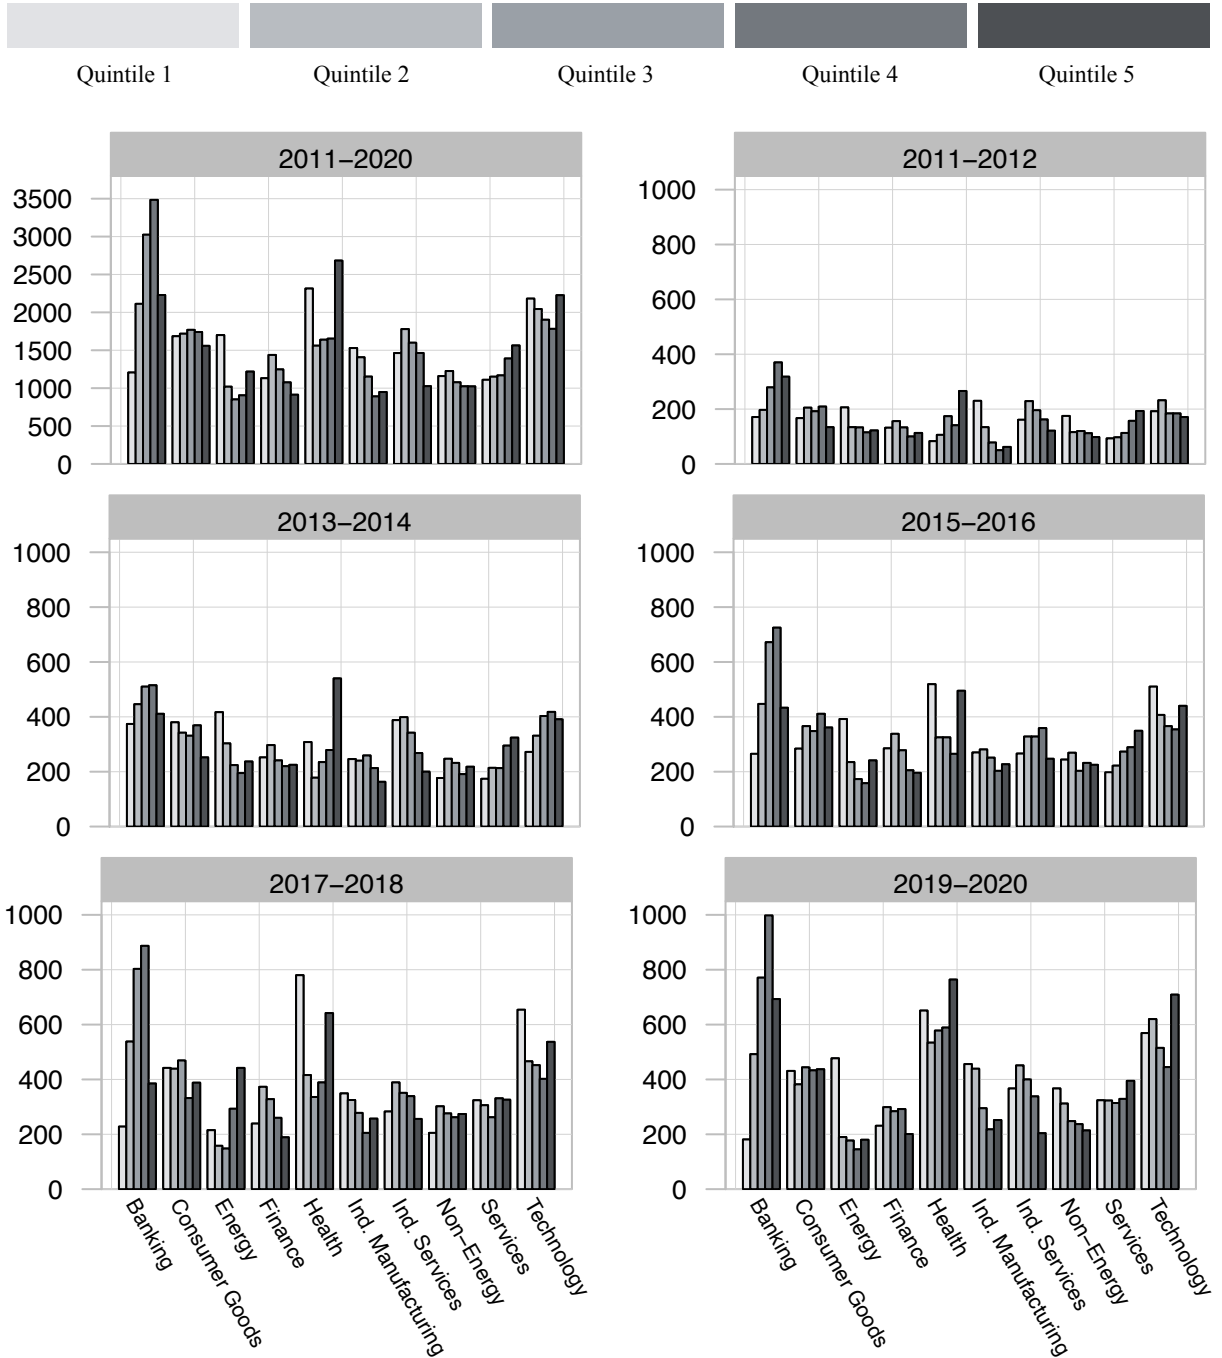 Quintile 1 Quintile 2 Quintile 3 Quintile 4 Quintile 5
2011−2020 2011−2012
3500
3000
2500
2000
1500
1000
500
0
1000
800
600
400
200
0
2013−2014 2015−2016
1000
800
600
400
200
0
1000
800
600
400
200
0
2017−2018 2019−2020
1000
800
600
400
200
0
1000
800
600
400
200
0
Banking
Consumer Goods
Energy
Finance
Health
Ind. Manufacturing
Ind. Services
Non−Energy
Services
Technology
Banking
Consumer Goods
Energy
Finance
Health
Ind. Manufacturing
Ind. Services
Non−Energy
Services
Technology